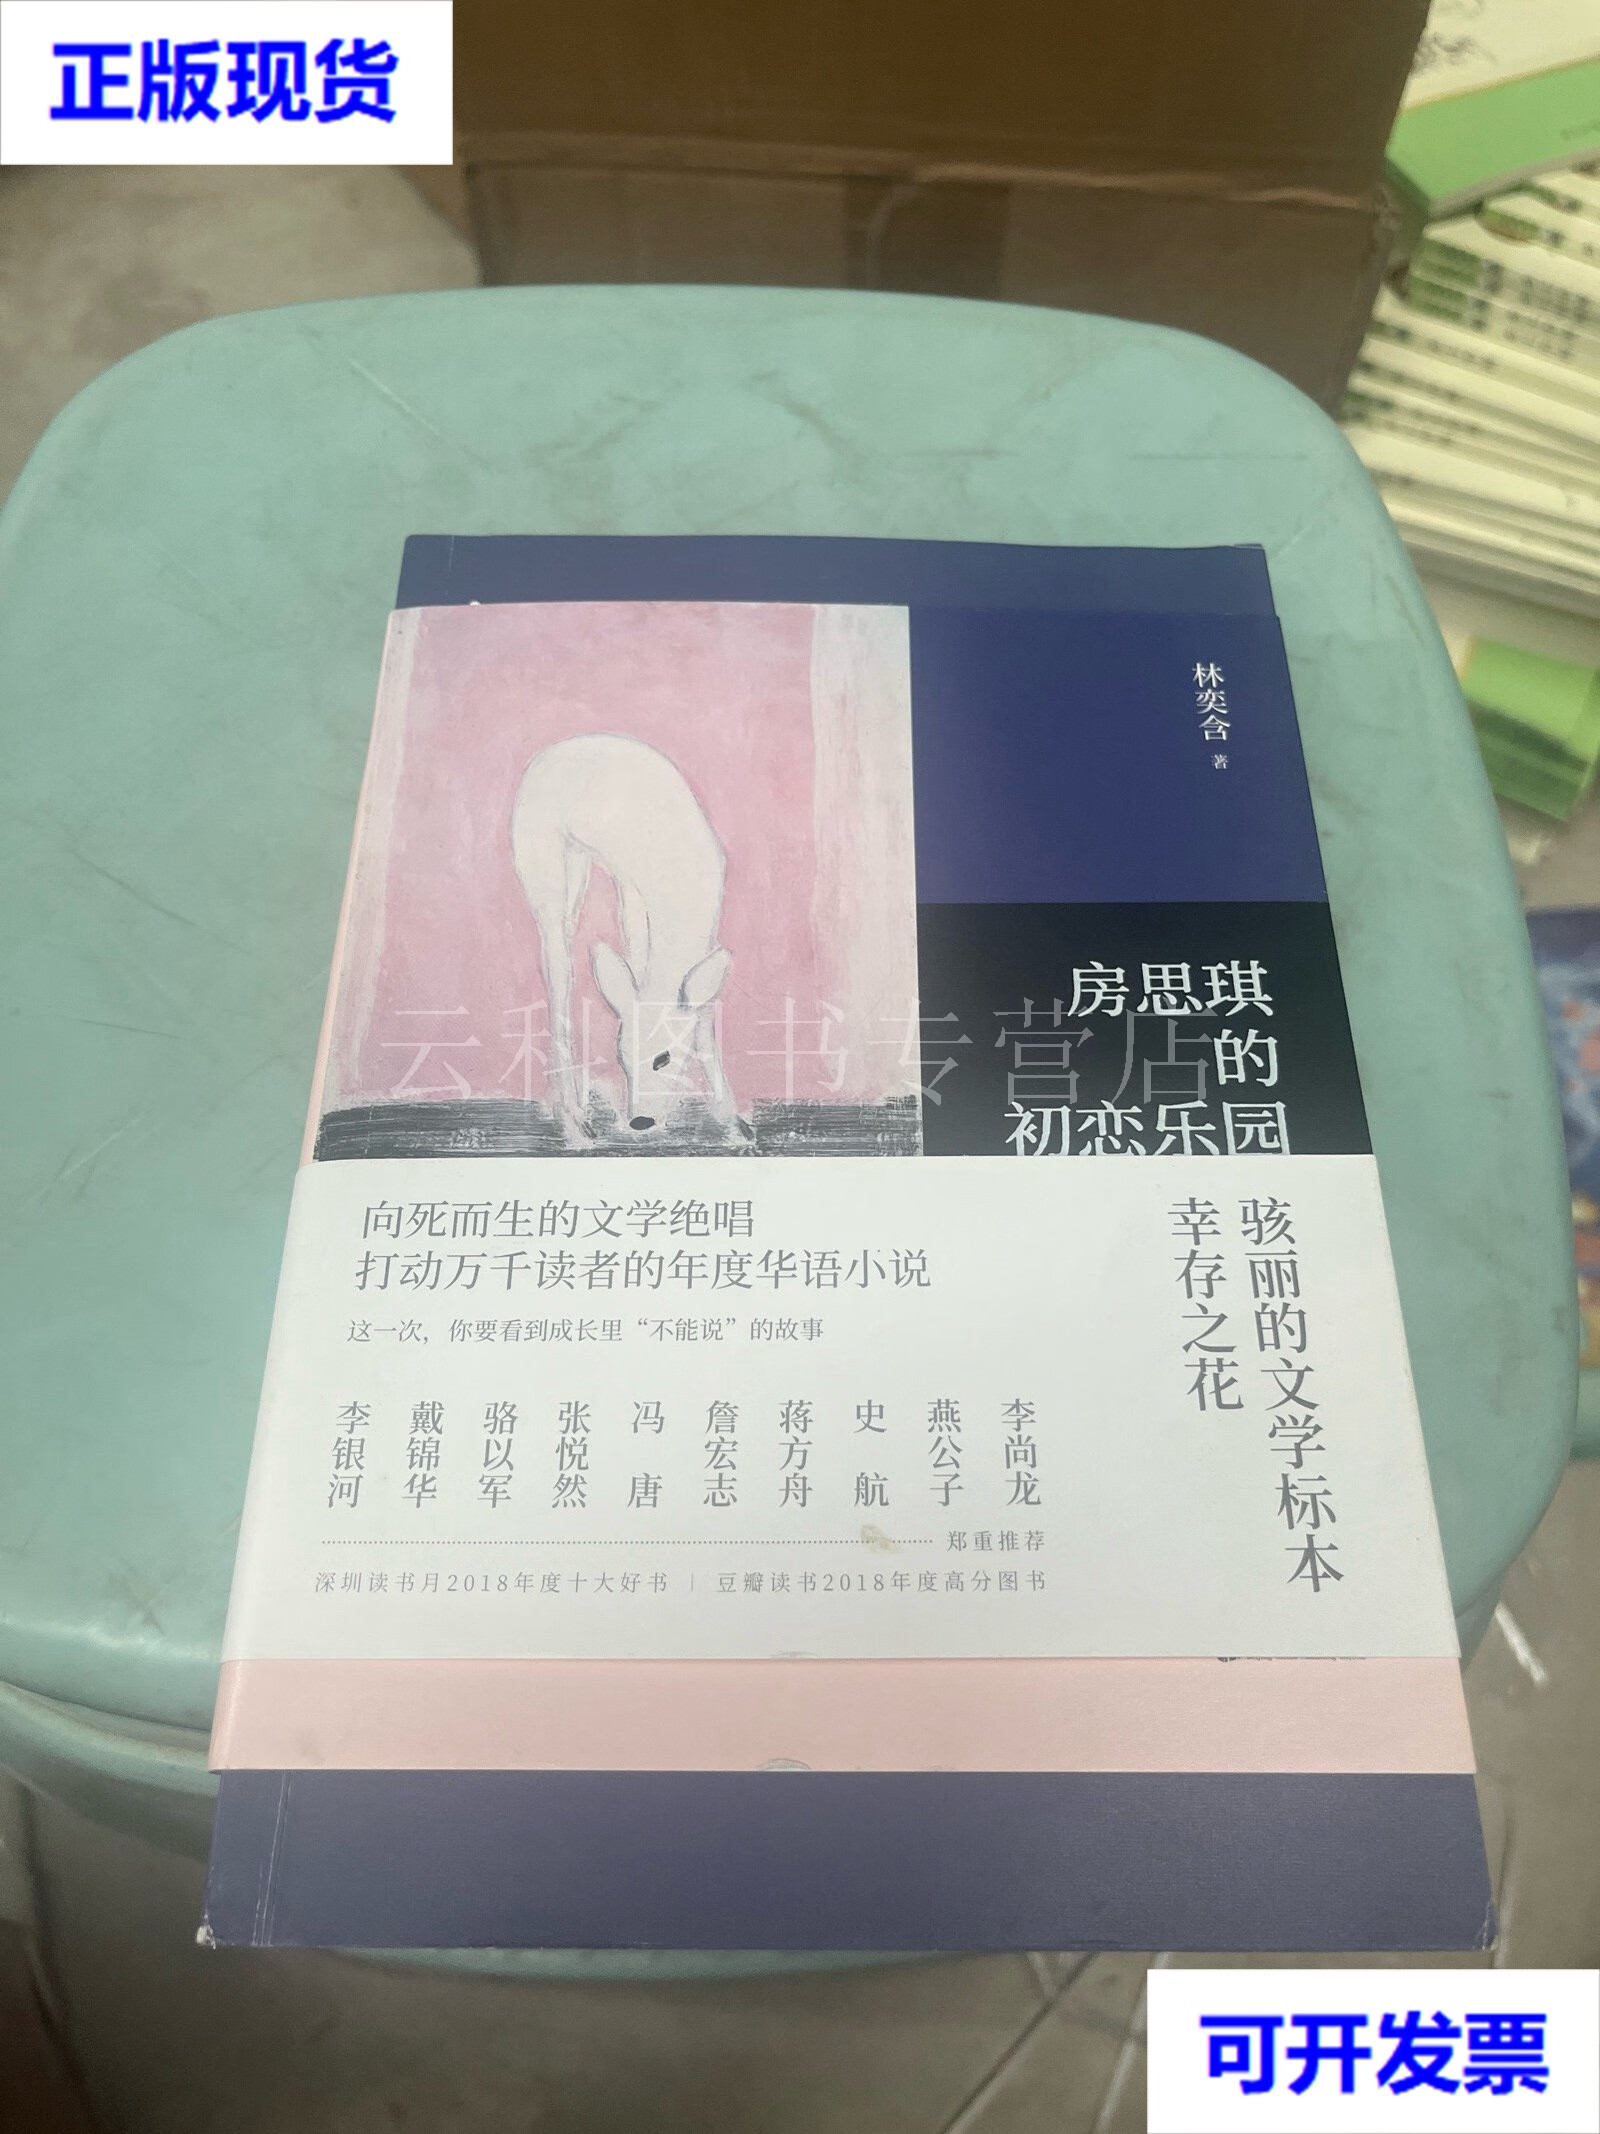 正版现货
林奕含 著
房思琪
的
初恋乐园
云科图书专营店
骇丽的文学标本
幸存之花
向死而生的文学绝唱
打动万千读者的年度华语小说
这一次，你要看到成长里“不能说”的故事
李银河 戴锦华 骆以军 张悦然 冯唐 詹宏志 蒋方舟 史航 燕公子 李尚龙
郑重推荐
深圳读书月2018年度十大好书 | 豆瓣读书2018年度高分图书
可开发票